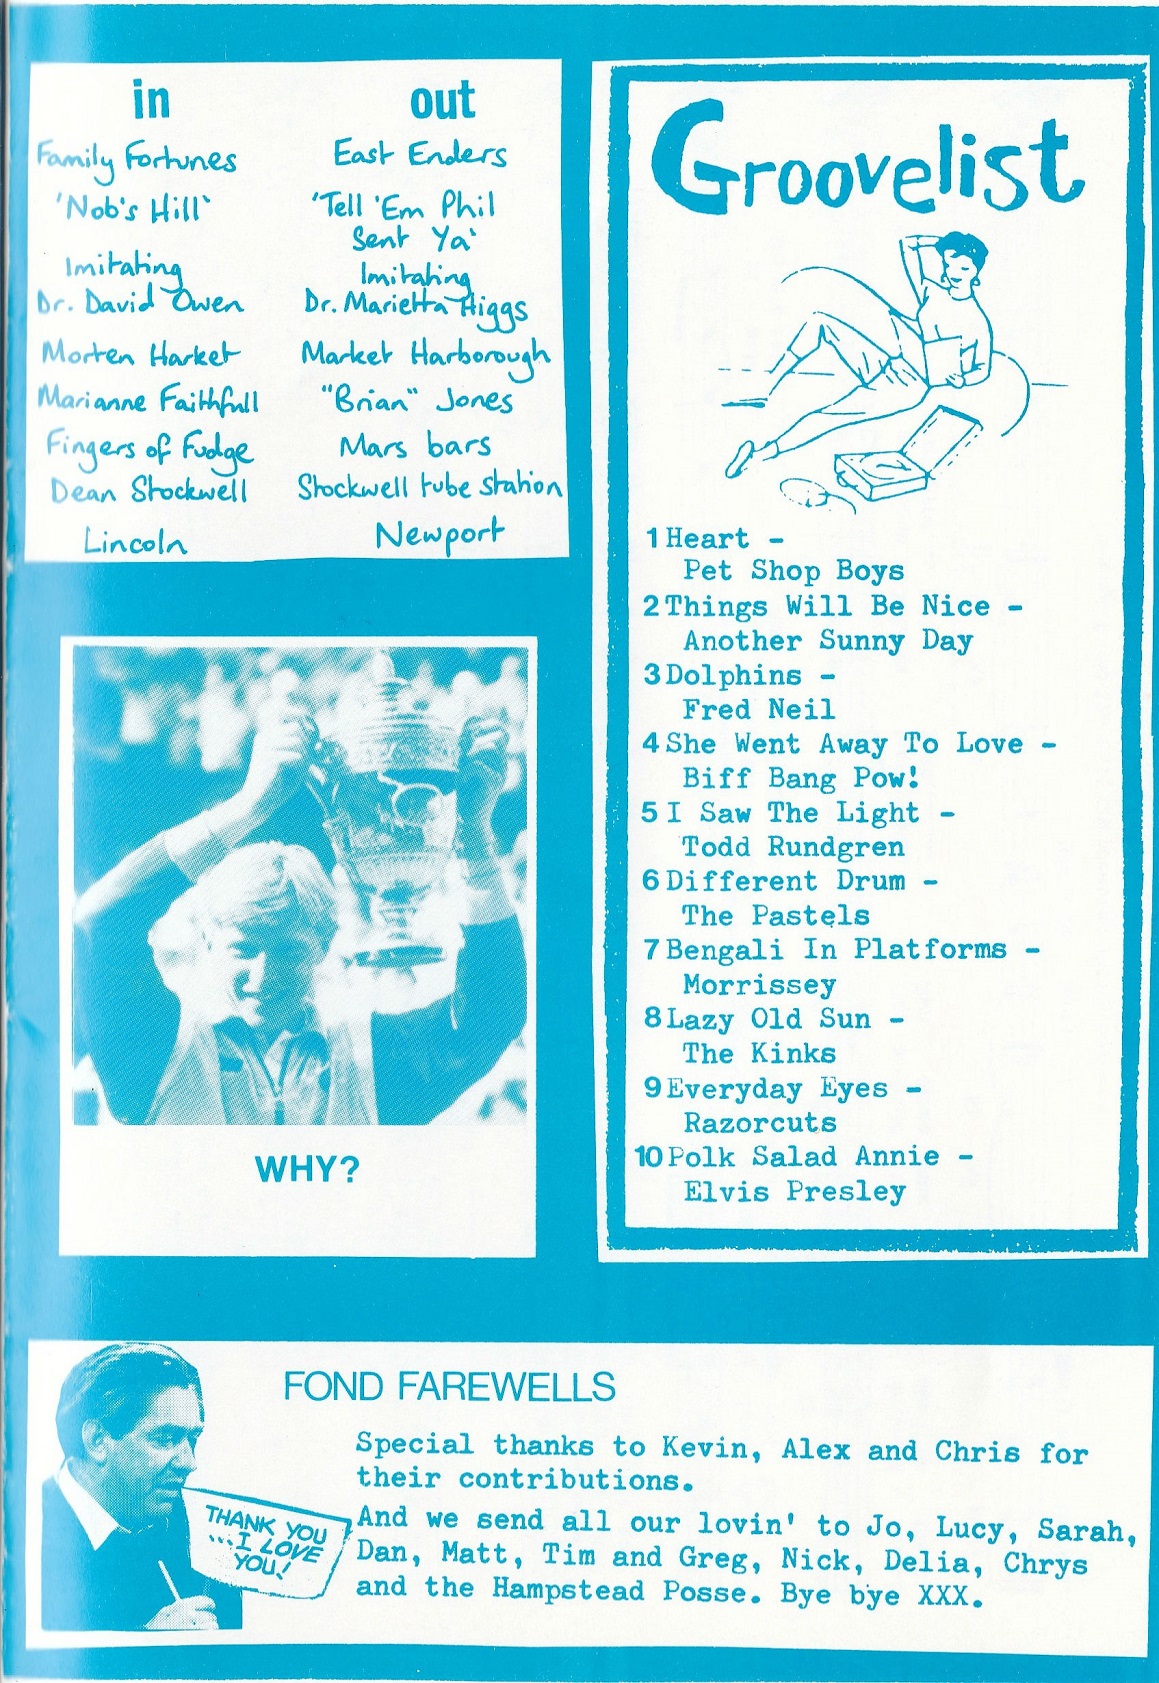 in
out
Family Fortunes
East Enders
'Nob's Hill'
'Tell 'Em Phil
Sent Ya'
Imitating
Dr. David Owen
Imitating
Dr. Marietta Higgs
Morten Harket
Market Harborough
Marianne Faithfull
"Brian" Jones
Fingers of Fudge
Mars bars
Dean Stockwell
Stockwell tube station
Lincoln
Newport
WHY?
Groovelist
1 Heart -
Pet Shop Boys
2 Things Will Be Nice -
Another Sunny Day
3 Dolphins -
Fred Neil
4 She Went Away To Love -
Biff Bang Pow!
5 I Saw The Light -
Todd Rundgren
6 Different Drum -
The Pastels
7 Bengali In Platforms -
Morrissey
8 Lazy Old Sun -
The Kinks
9 Everyday Eyes -
Razorcuts
10 Polk Salad Annie -
Elvis Presley
FOND FAREWELLS
Special thanks to Kevin, Alex and Chris for
their contributions.
And we send all our lovin' to Jo, Lucy, Sarah,
Dan, Matt, Tim and Greg, Nick, Delia, Chrys
and the Hampstead Posse. Bye bye XXX.
THANK YOU
...I LOVE
YOU!